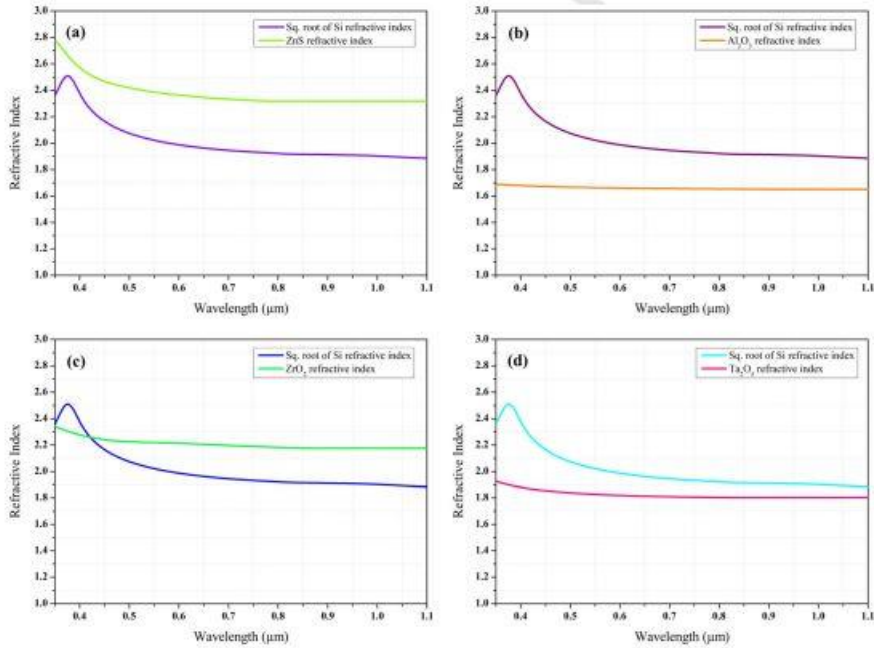 (a)
Sq. root of Si refractive index
ZnS refractive index
Refractive Index
3.0
2.8
2.6
2.4
2.2
2.0
1.8
1.6
1.4
1.2
1.0
0.4 0.5 0.6 0.7 0.8 0.9 1.0 1.1
Wavelength (μm)
(b)
Sq. root of Si refractive index
Al₂O₃ refractive index
Refractive Index
3.0
2.8
2.6
2.4
2.2
2.0
1.8
1.6
1.4
1.2
1.0
0.4 0.5 0.6 0.7 0.8 0.9 1.0 1.1
Wavelength (μm)
(c)
Sq. root of Si refractive index
ZrO₂ refractive index
Refractive Index
3.0
2.8
2.6
2.4
2.2
2.0
1.8
1.6
1.4
1.2
1.0
0.4 0.5 0.6 0.7 0.8 0.9 1.0 1.1
Wavelength (μm)
(d)
Sq. root of Si refractive index
Ta₂O₅ refractive index
Refractive Index
3.0
2.8
2.6
2.4
2.2
2.0
1.8
1.6
1.4
1.2
1.0
0.4 0.5 0.6 0.7 0.8 0.9 1.0 1.1
Wavelength (μm)